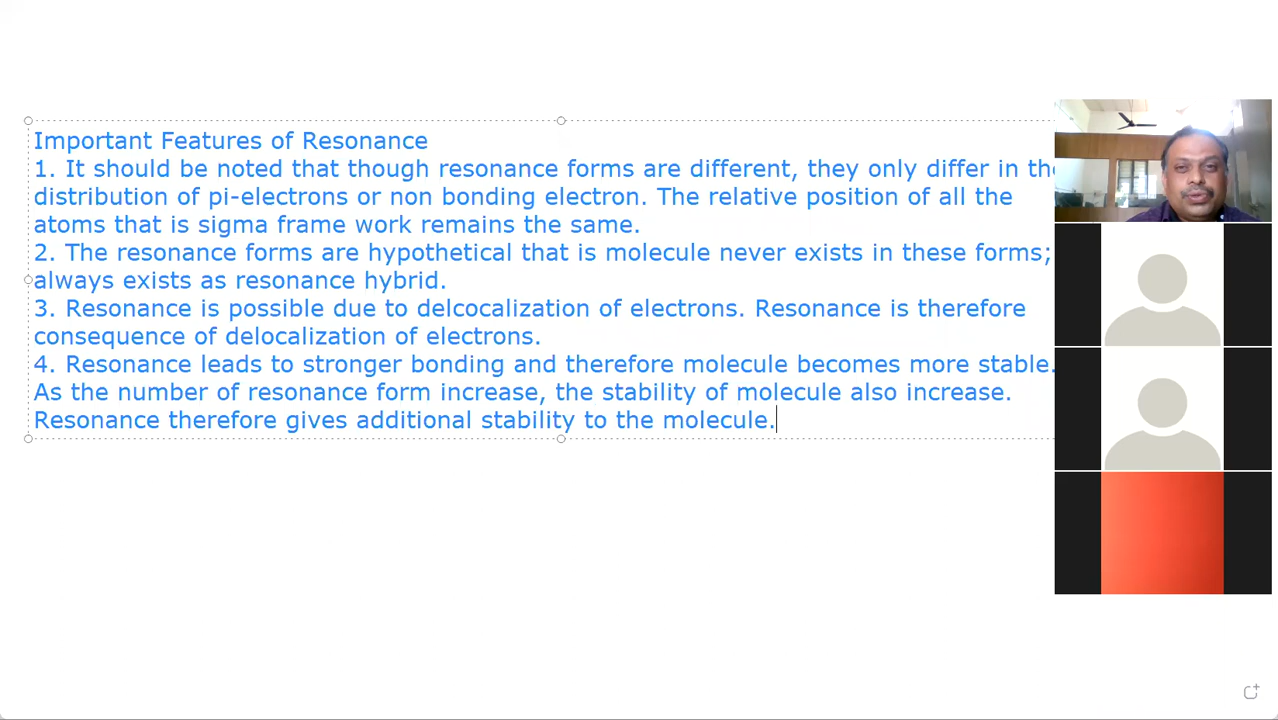 Important Features of Resonance
1. It should be noted that though resonance forms are different, they only differ in the
distribution of pi-electrons or non bonding electron. The relative position of all the
atoms that is sigma frame work remains the same.
2. The resonance forms are hypothetical that is molecule never exists in these forms;
always exists as resonance hybrid.
3. Resonance is possible due to delcocalization of electrons. Resonance is therefore
consequence of delocalization of electrons.
4. Resonance leads to stronger bonding and therefore molecule becomes more stable.
As the number of resonance form increase, the stability of molecule also increase.
Resonance therefore gives additional stability to the molecule.